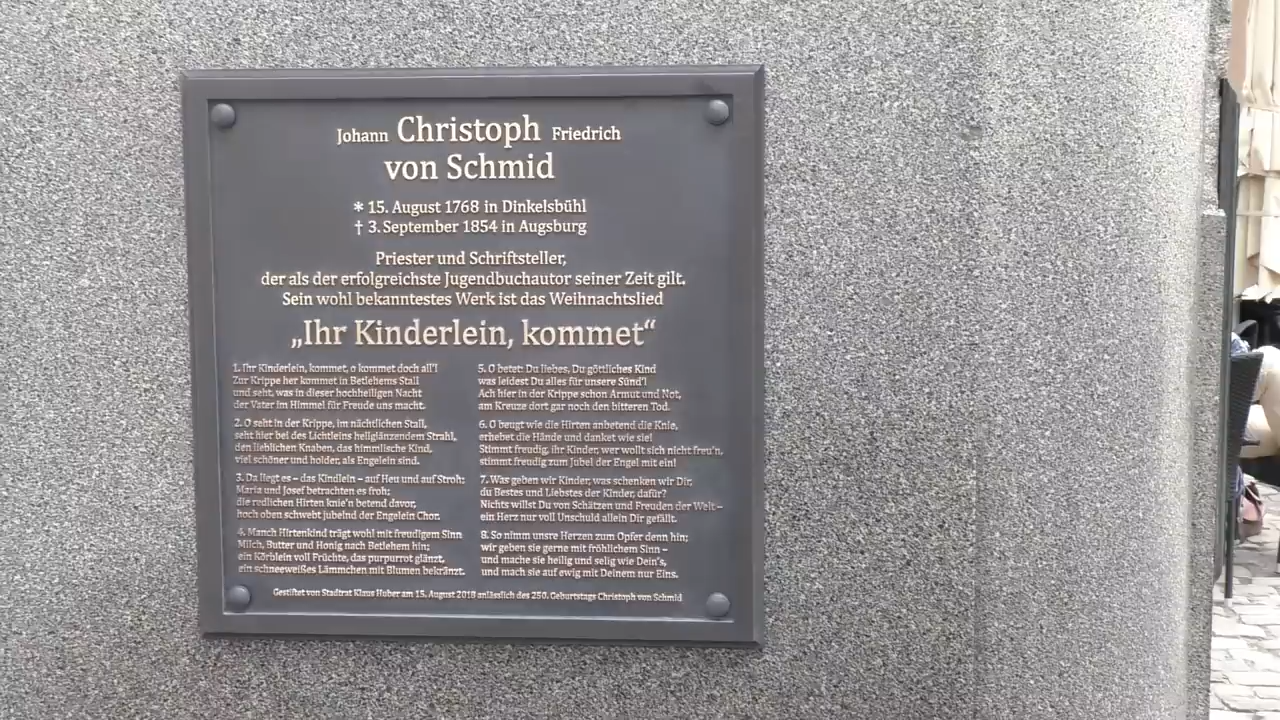 Johann Christoph Friedrich
von Schmid
* 15. August 1768 in Dinkelsbühl
† 3. September 1854 in Augsburg
Priester und Schriftsteller,
der als der erfolgreichste Jugendbuchautor seiner Zeit gilt.
Sein wohl bekanntestes Werk ist das Weihnachtslied
„Ihr Kinderlein, kommet“
1. Ihr Kinderlein, kommet, o kommet doch all'!
Zur Krippe her kommet in Betlehems Stall
und seht, was in dieser hochheiligen Nacht
der Vater im Himmel für Freude uns macht.
2. O seht in der Krippe, im nächtlichen Stall,
seht hier bei des Lichtleins hellglänzendem Strahl,
den lieblichen Knaben, das himmlische Kind,
viel schöner und holder, als Engelein sind.
3. Da liegt es – das Kindlein – auf Heu und auf Stroh;
Maria und Josef betrachten es froh;
die redlichen Hirten knie'n betend davor,
hoch oben schwebt jubelnd der Engelein Chor.
4. Manch Hirtenkind trägt wohl mit freudigem Sinn
Milch, Butter und Honig nach Betlehem hin;
ein Körblein voll Früchte, das purpurrot glänzt,
ein schneeweißes Lämmchen mit Blumen bekränzt.
5. O betet: Du liebes, Du göttliches Kind
was leidest Du alles für unsere Sünd'!
Ach hier in der Krippe schon Armut und Not,
am Kreuze dort gar noch den bitteren Tod.
6. O beugt wie die Hirten anbetend die Knie,
erhebet die Hände und danket wie sie!
Stimmt freudig, ihr Kinder, wer wollt sich nicht freu'n,
stimmt freudig zum Jubel der Engel mit ein!
7. Was geben wir Kinder, was schenken wir Dir,
du Bestes und Liebstes der Kinder, dafür?
Nichts willst Du von Schätzen und Freuden der Welt –
ein Herz nur voll Unschuld allein Dir gefällt.
8. So nimm unsre Herzen zum Opfer denn hin;
wir geben sie gerne mit fröhlichem Sinn –
und mache sie heilig und selig wie Dein's,
und mach sie auf ewig mit Deinem nur Eins.
Gestiftet von Stadtrat Klaus Huber am 15. August 2018 anlässlich des 250. Geburtstags Christoph von Schmid